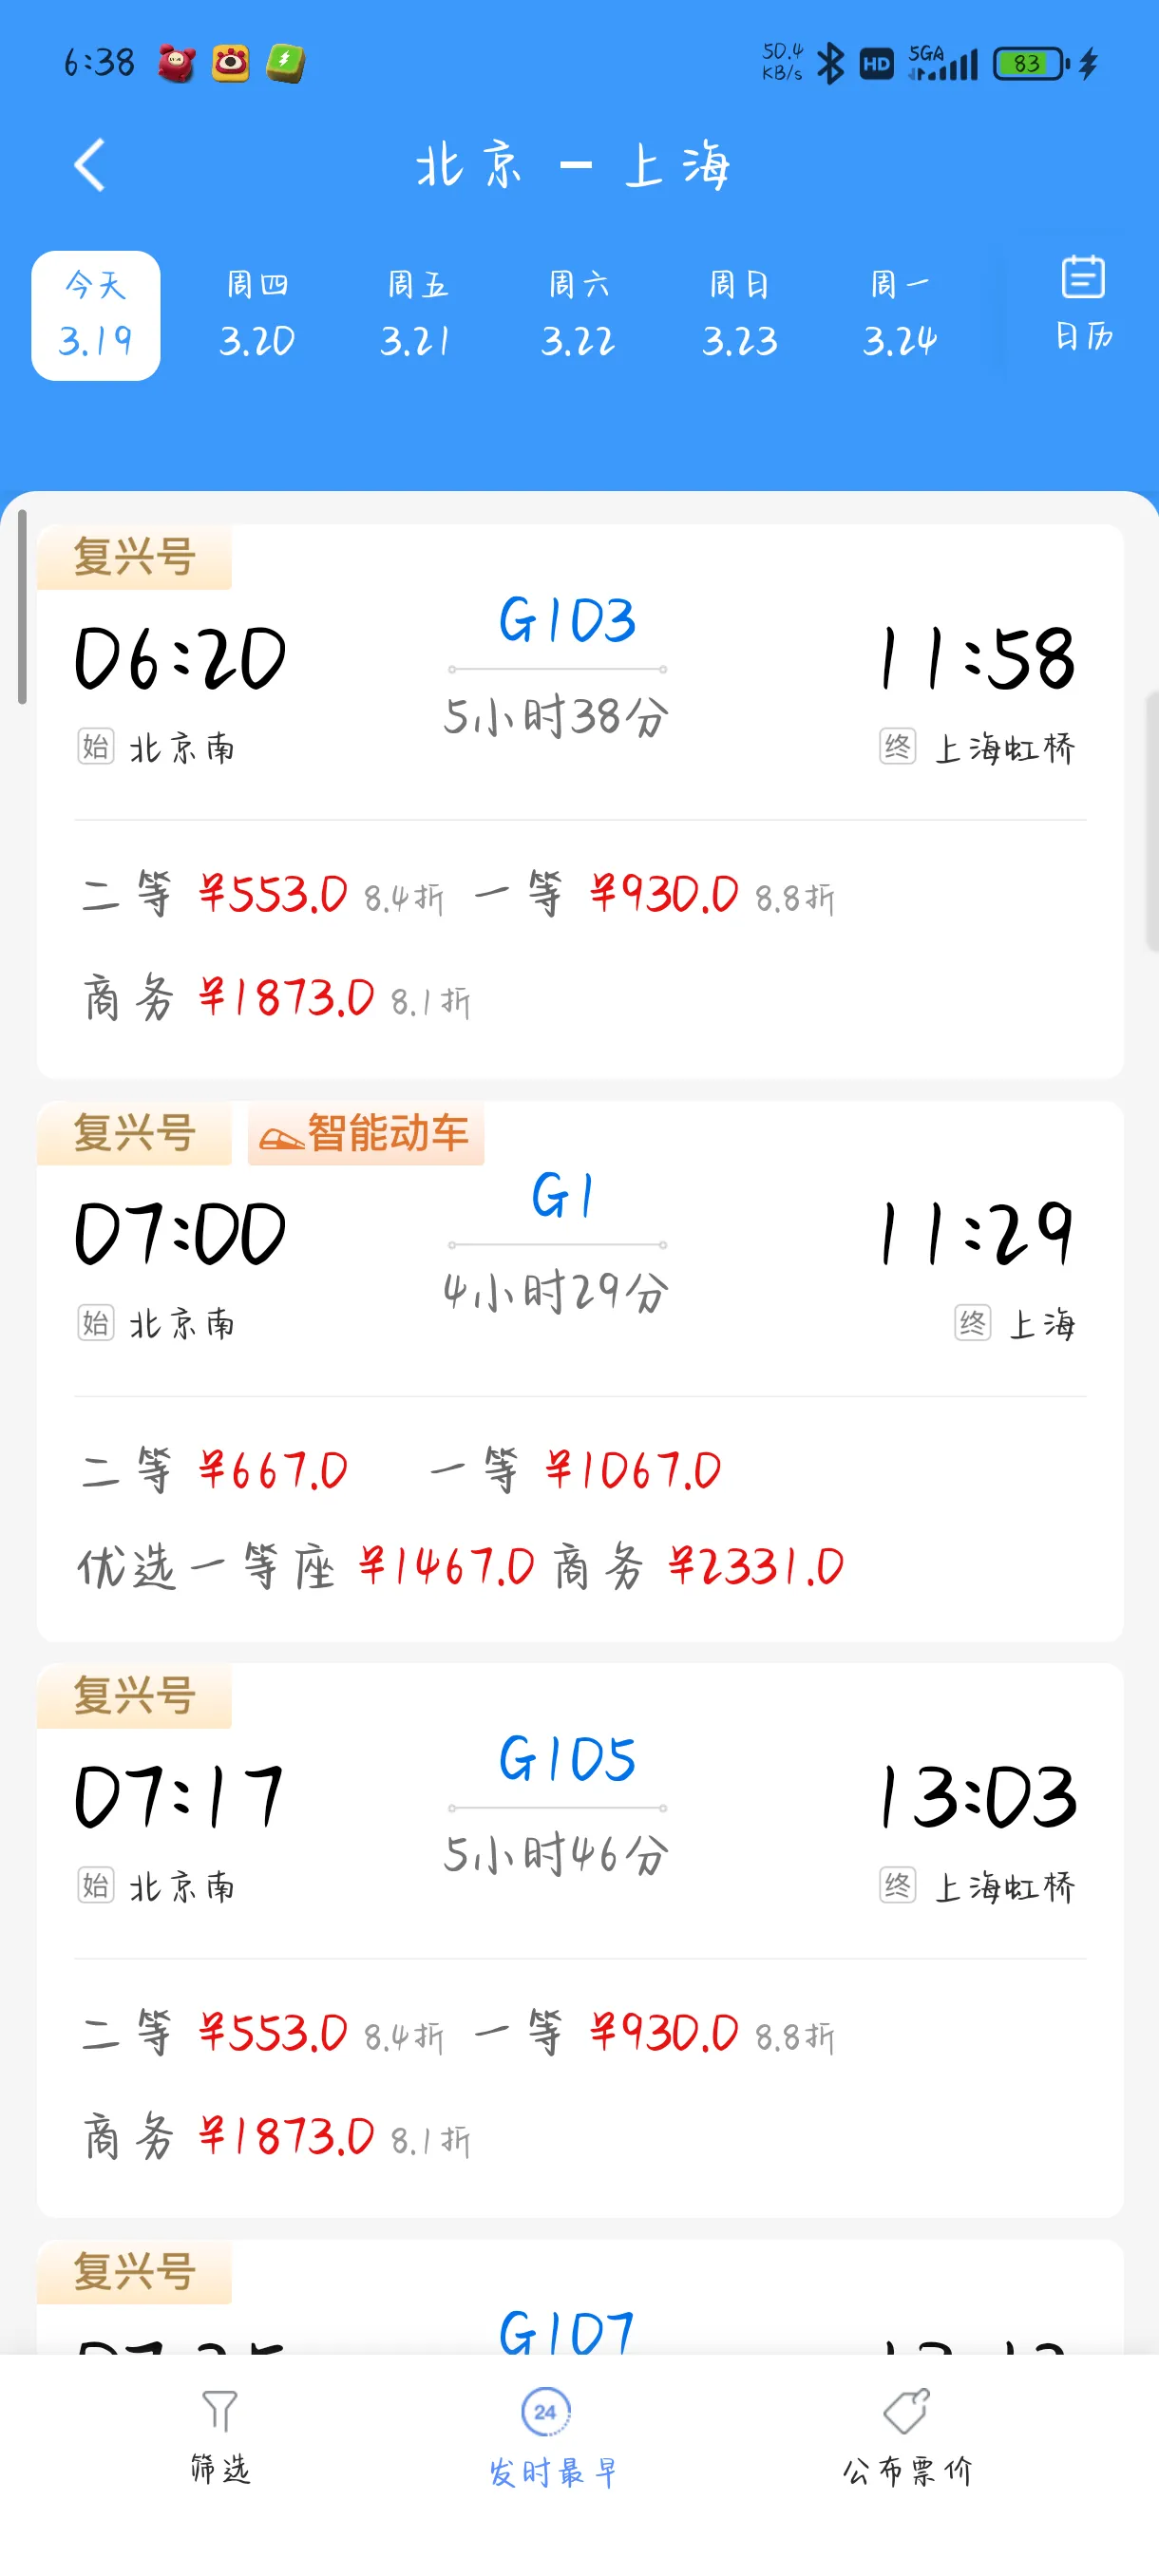 6:38 50.4 KB/s HD 5GA 83
北京 — 上海
今天 周四 周五 周六 周日 周一
3.19 3.20 3.21 3.22 3.23 3.24 日历
复兴号
G103
06:20 11:58
5小时38分
始 北京南 终 上海虹桥
二等 ¥553.0 8.4折 一等 ¥930.0 8.8折
商务 ¥1873.0 8.1折
复兴号 智能动车
G1
07:00 11:29
4小时29分
始 北京南 终 上海
二等 ¥667.0 一等 ¥1067.0
优选一等座 ¥1467.0 商务 ¥2331.0
复兴号
G105
07:17 13:03
5小时46分
始 北京南 终 上海虹桥
二等 ¥553.0 8.4折 一等 ¥930.0 8.8折
商务 ¥1873.0 8.1折
复兴号
G107
24
筛选 发时最早 公布票价